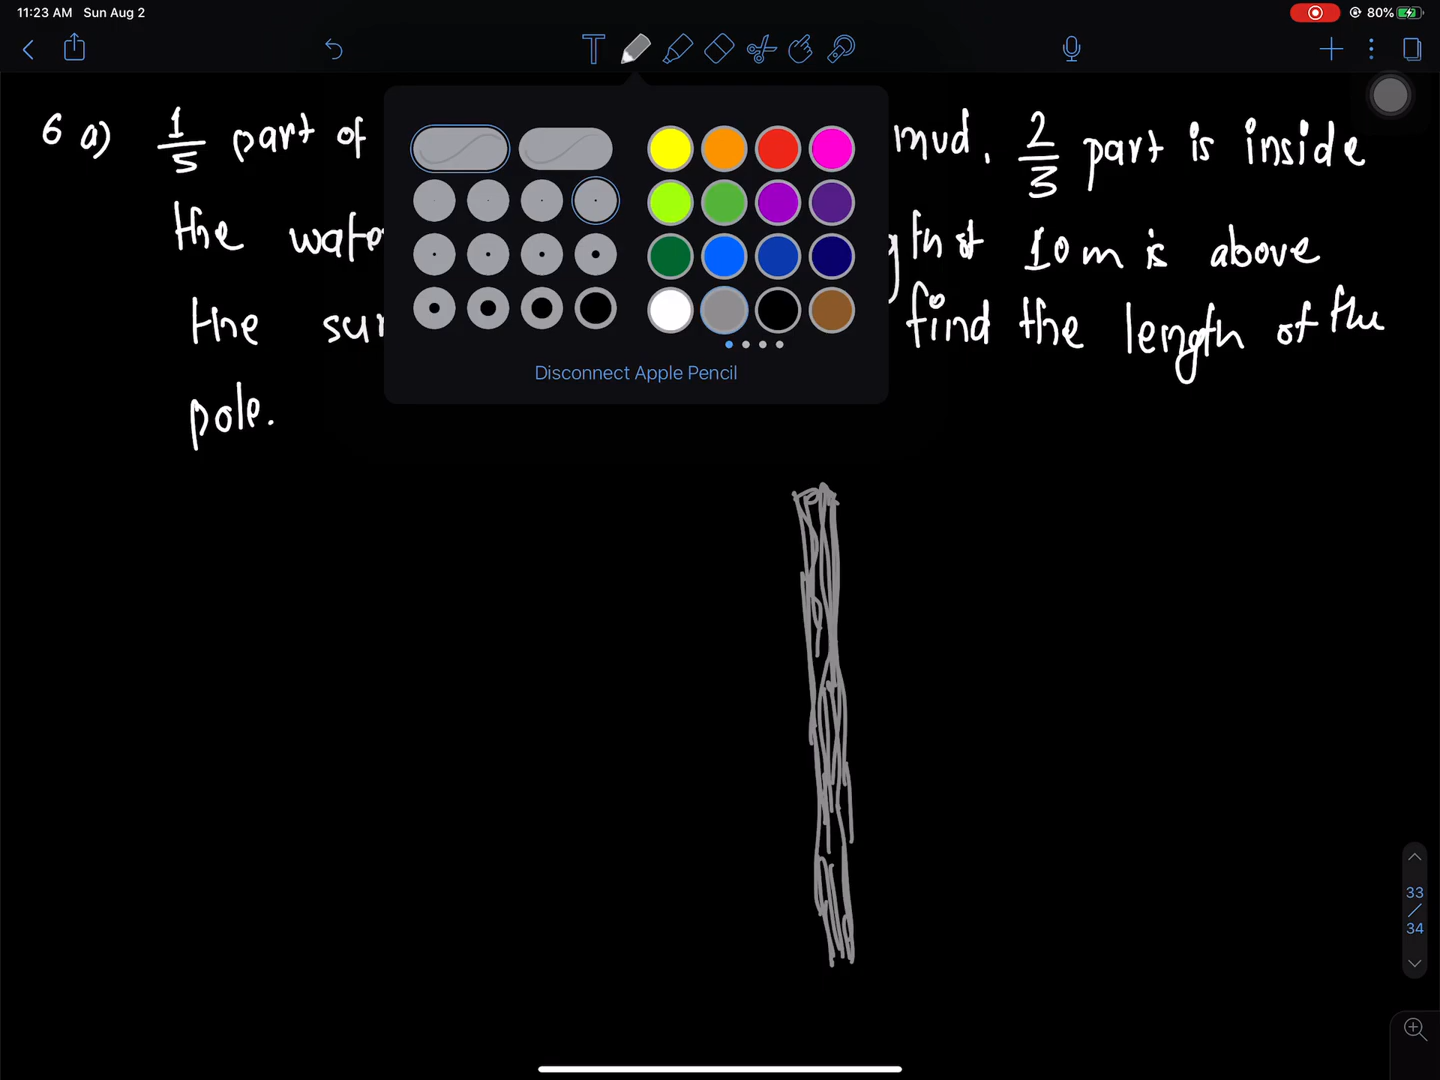 11:23 AM Sun Aug 2
80%
6 a) 1/5 part of mud. 2/3 part is inside
the 10 m is above
the find the length of the
pole.
Disconnect Apple Pencil
33
34